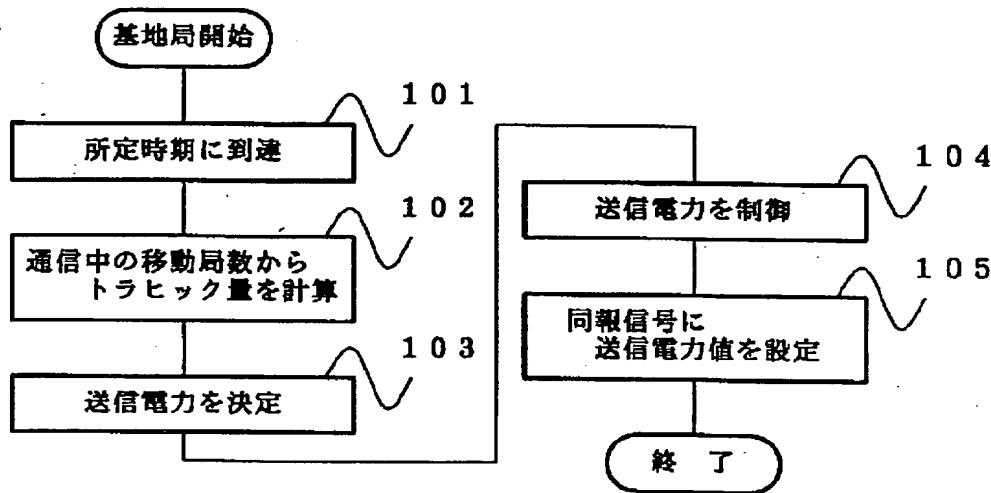 基地局開始
101
所定時期に到達
102
通信中の移動局数から
トラヒック量を計算
103
送信電力を決定
104
送信電力を制御
105
同報信号に
送信電力値を設定
終 了